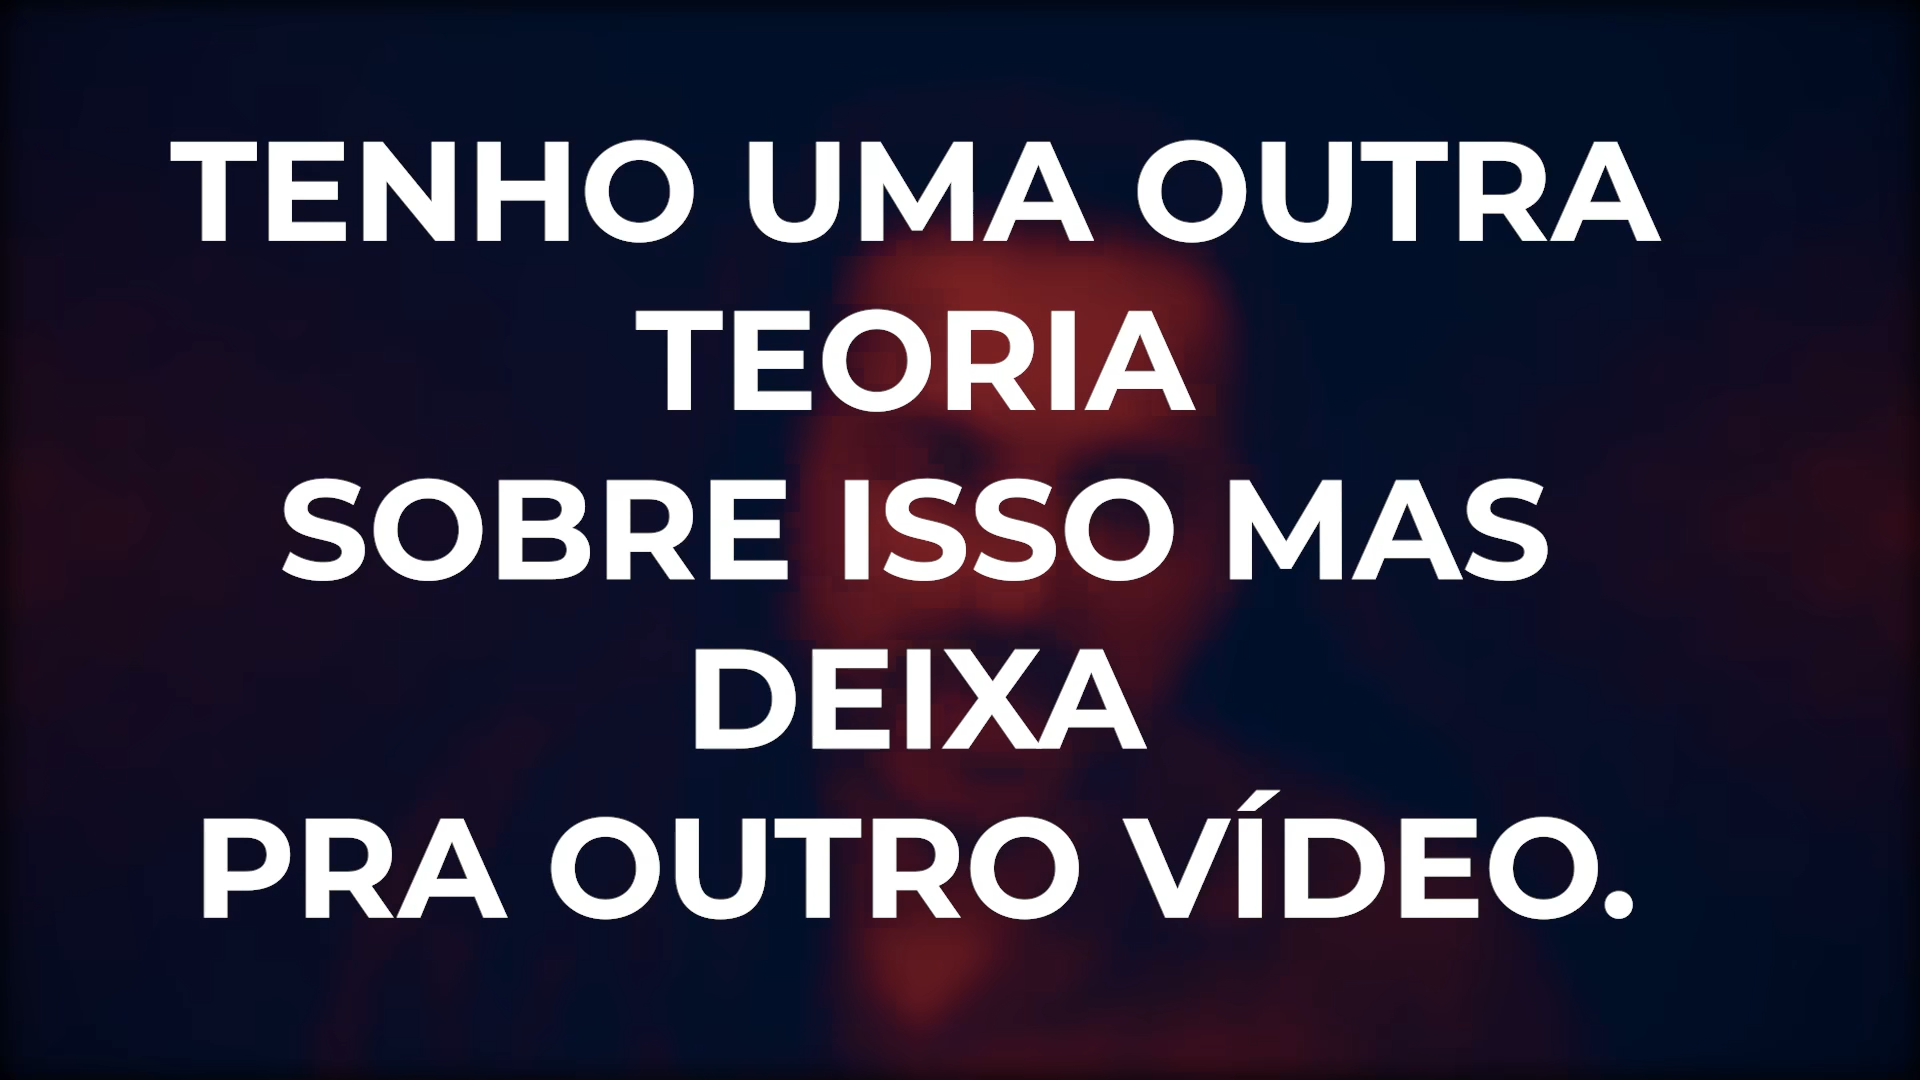 TENHO UMA OUTRA
TEORIA
SOBRE ISSO MAS
DEIXA
PRA OUTRO VÍDEO.